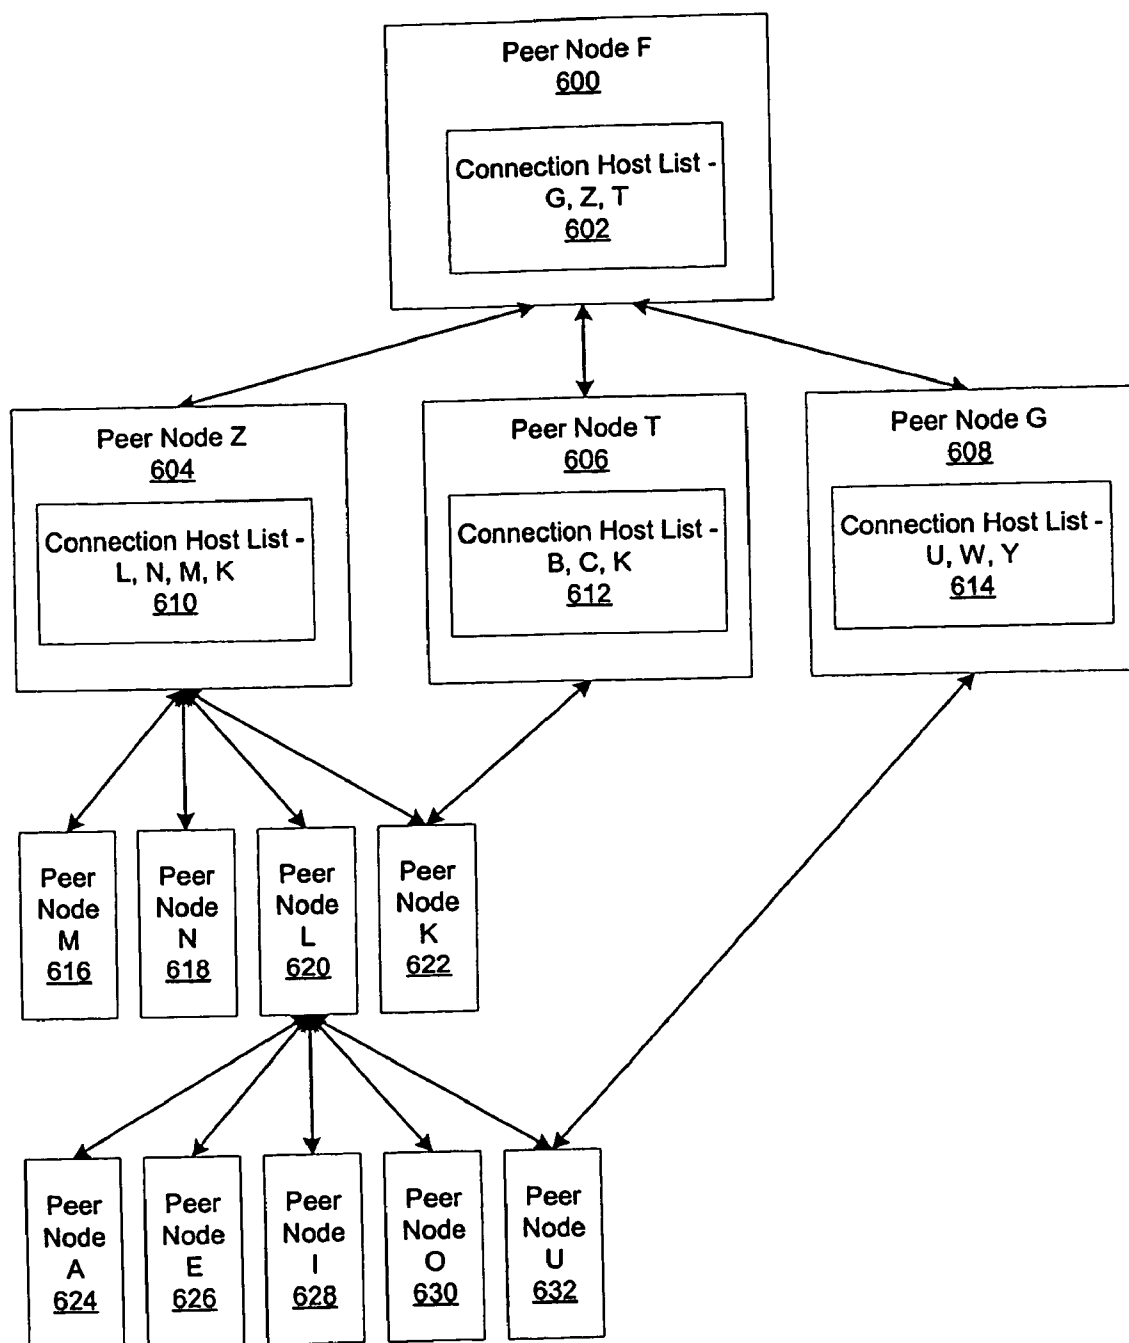 Peer Node F
600
Connection Host List -
G, Z, T
602
Peer Node Z
604
Connection Host List -
L, N, M, K
610
Peer Node T
606
Connection Host List -
B, C, K
612
Peer Node G
608
Connection Host List -
U, W, Y
614
Peer
Node
M
616
Peer
Node
N
618
Peer
Node
L
620
Peer
Node
K
622
Peer
Node
A
624
Peer
Node
E
626
Peer
Node
I
628
Peer
Node
O
630
Peer
Node
U
632